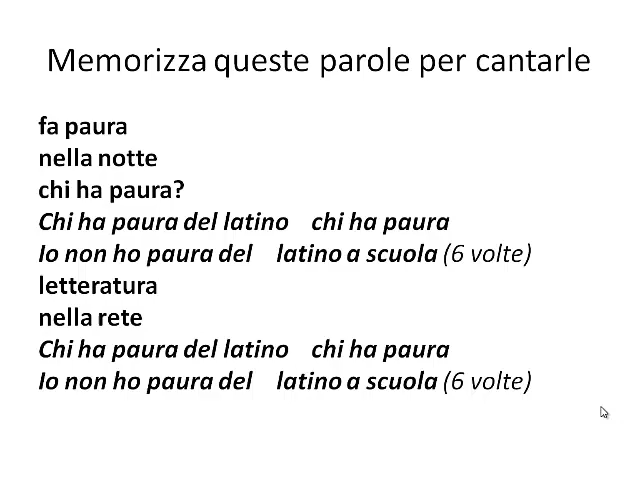 Memorizza queste parole per cantarle
fa paura
nella notte
chi ha paura?
Chi ha paura del latino chi ha paura
Io non ho paura del latino a scuola (6 volte)
letteratura
nella rete
Chi ha paura del latino chi ha paura
Io non ho paura del latino a scuola (6 volte)